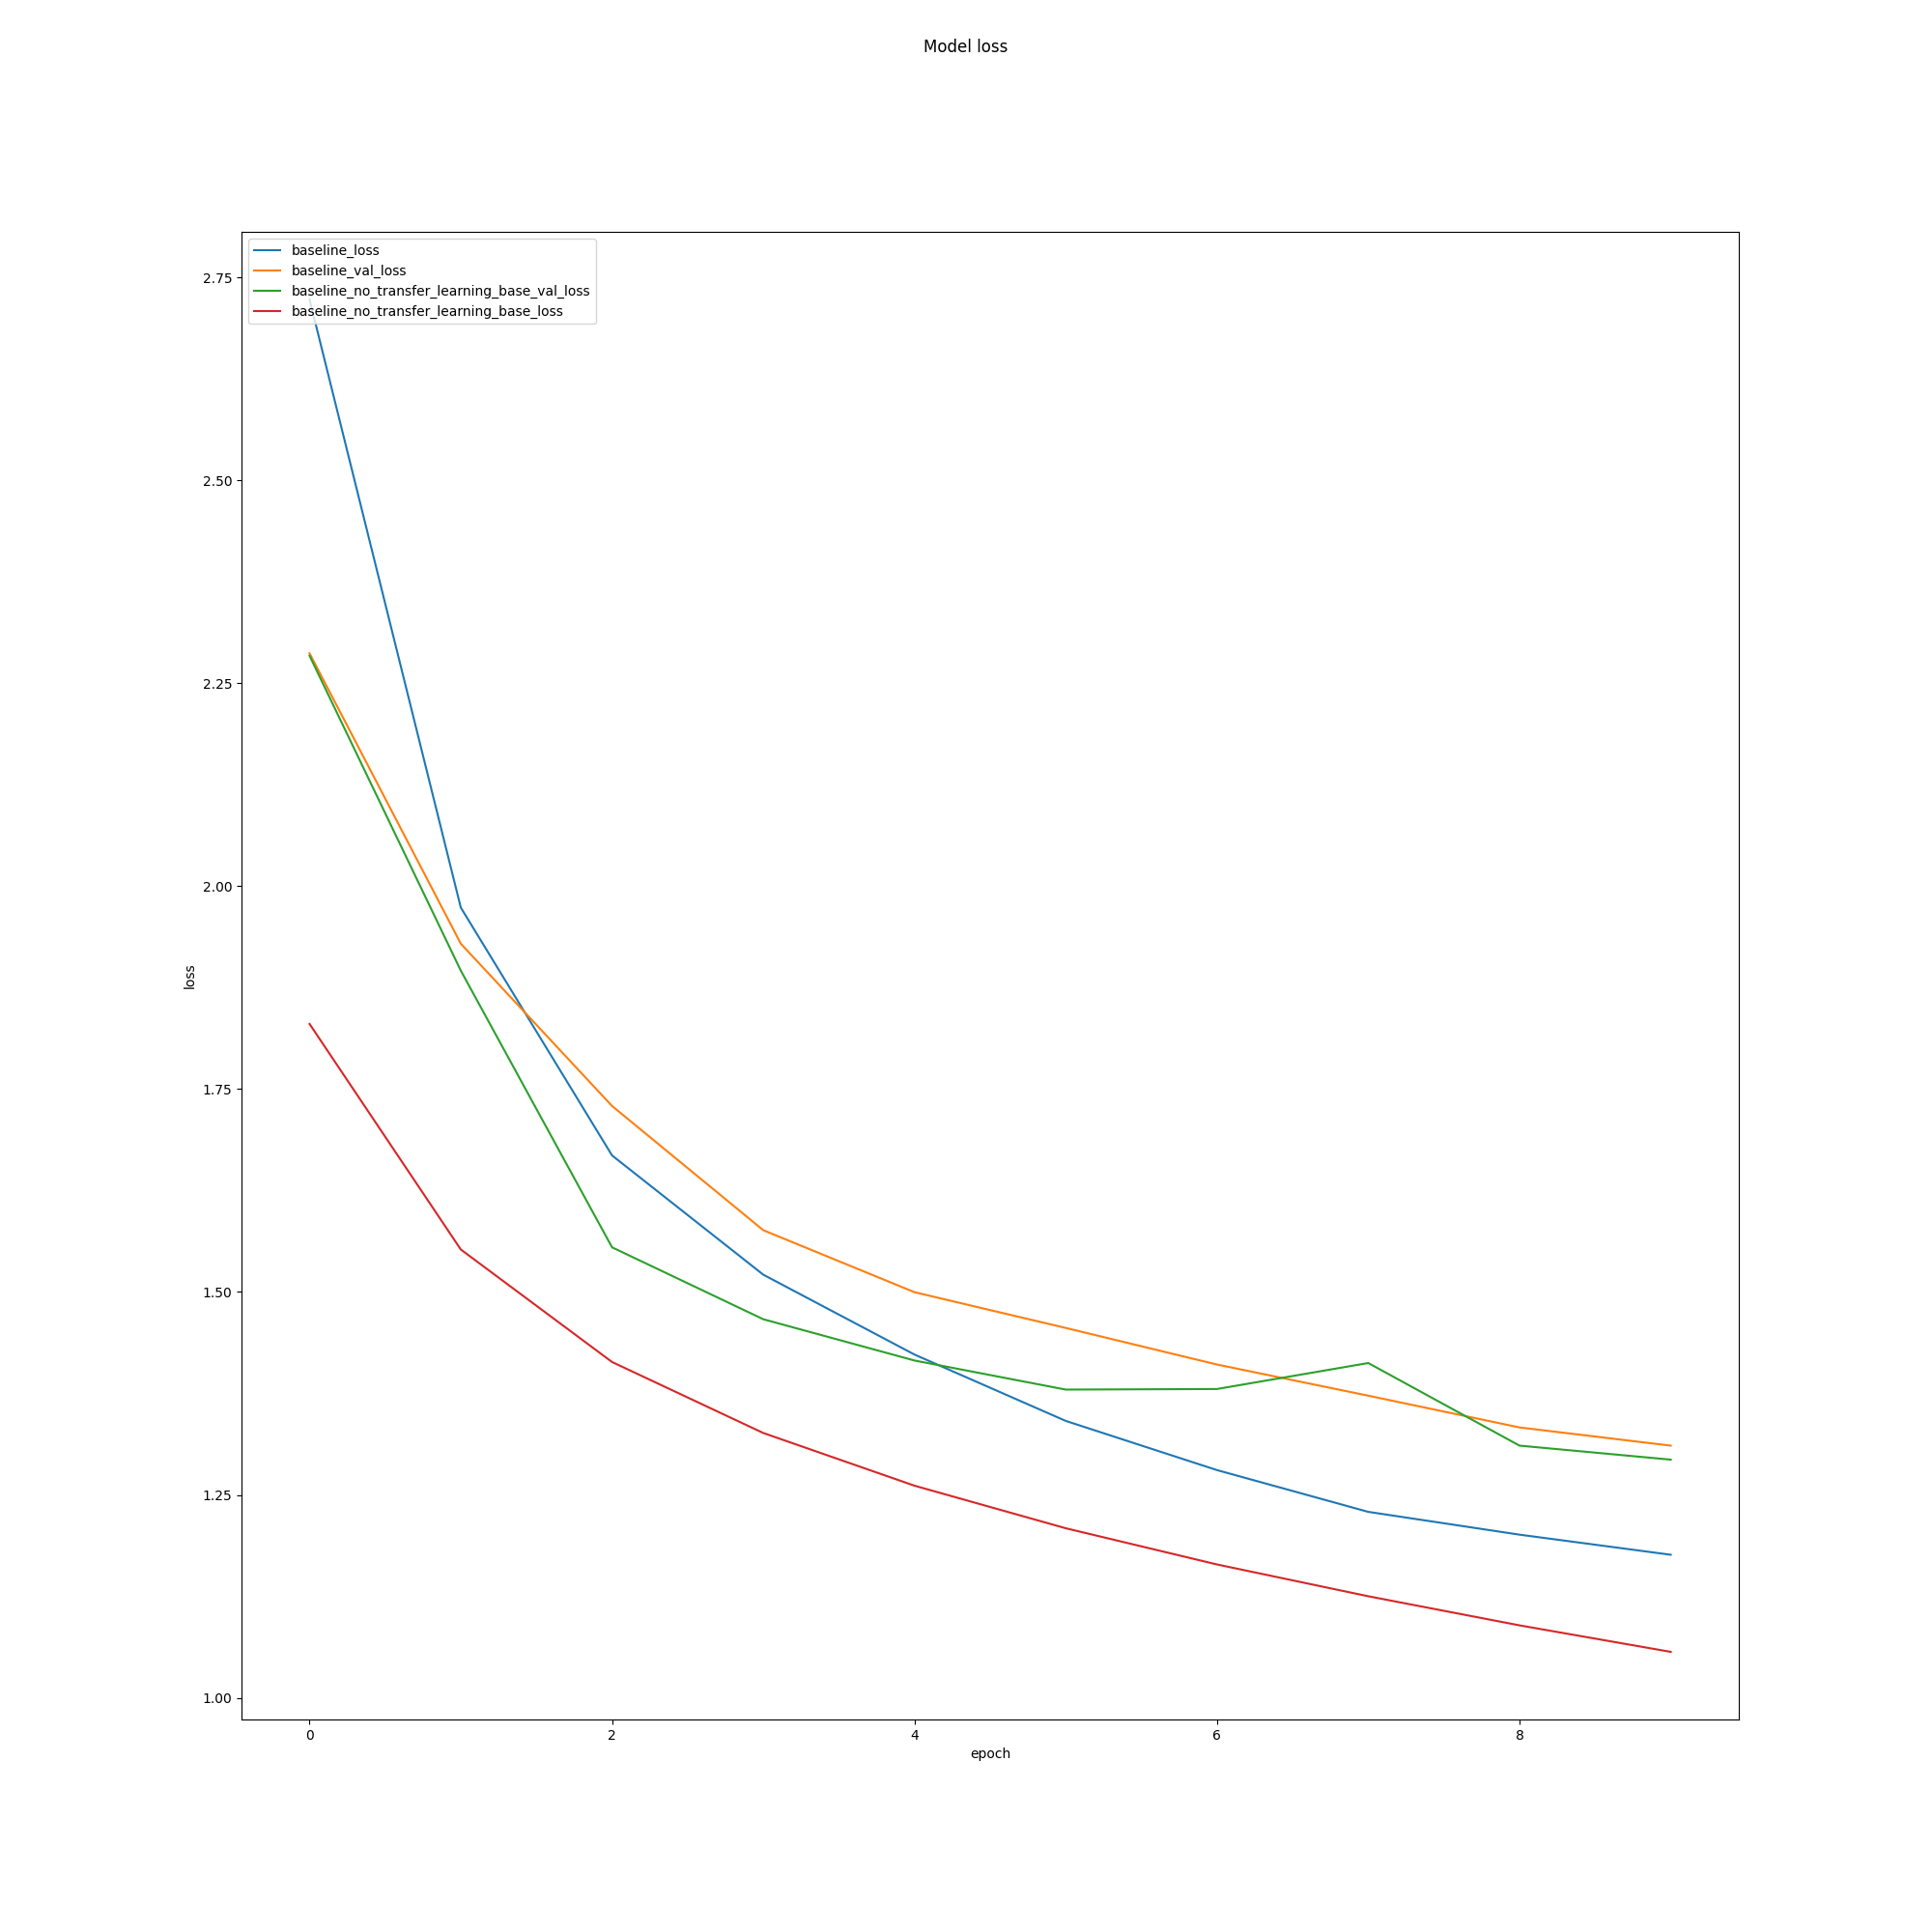 Model loss
baseline_loss
baseline_val_loss
baseline_no_transfer_learning_base_val_loss
baseline_no_transfer_learning_base_loss
2.75
2.50
2.25
2.00
1.75
1.50
1.25
1.00
loss
0 2 4 6 8
epoch